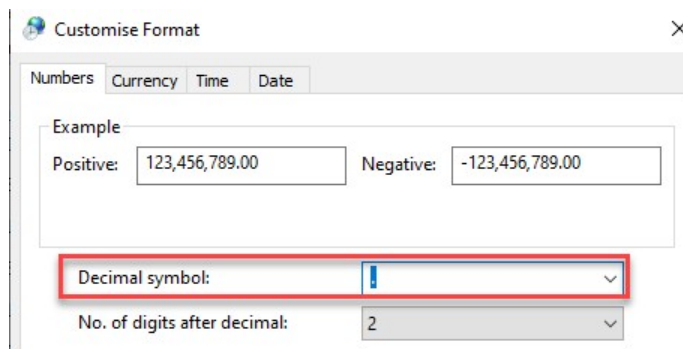 Customise Format
Numbers Currency Time Date
Example
Positive: 123,456,789.00 Negative: -123,456,789.00
Decimal symbol: .
No. of digits after decimal: 2